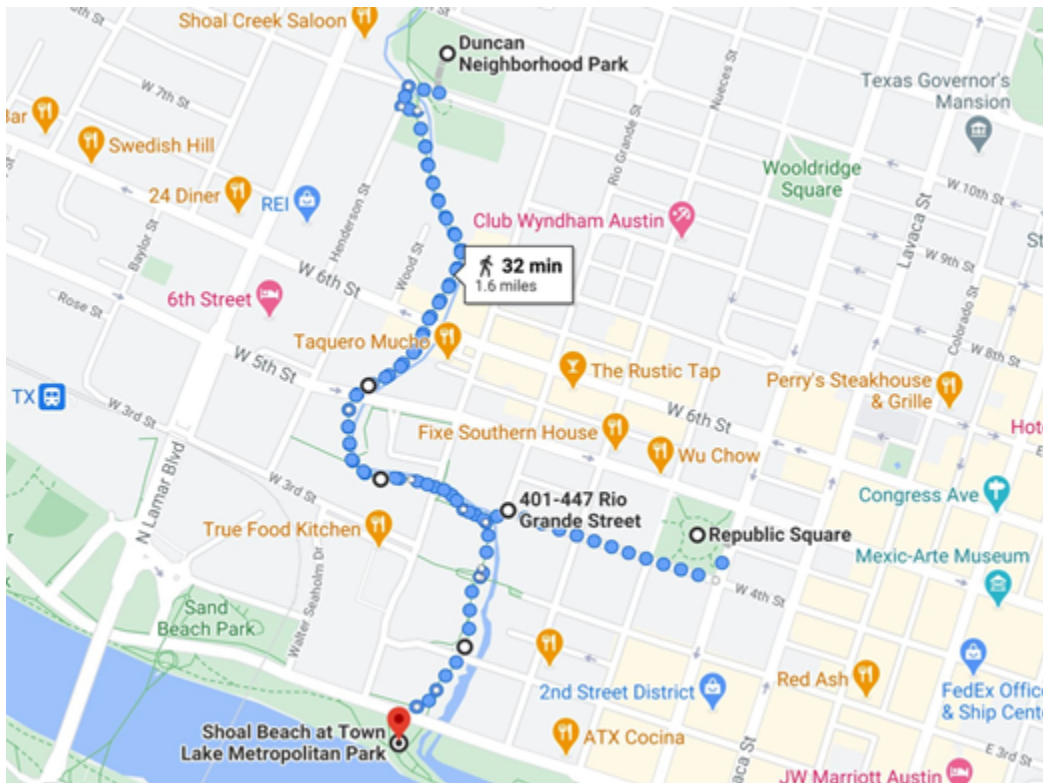 W 9th St
Shoal Creek Saloon
Duncan
Neighborhood Park
Texas Governor's
Mansion
W 7th St
Nueces St
Bar
Swedish Hill
Rio Grande St
Wooldridge
Square
W 10th St
24 Diner
REI
Henderson St
Club Wyndham Austin
Lavaca St
Baylor St
Wood St
W 9th St
32 min
1.6 miles
W 6th St
6th Street
Rose St
Colorado St
Taquero Mucho
W 8th St
W 5th St
The Rustic Tap
Perry's Steakhouse
& Grille
TX
W 3rd St
W 6th St
Fixe Southern House
Wu Chow
N Lamar Blvd
W 3rd St
Congress Ave
401-447 Rio
Grande Street
True Food Kitchen
Republic Square
Mexic-Arte Museum
W 4th St
Walter Seaholm Dr
Sand
Beach Park
2nd Street District
Red Ash
FedEx Office
& Ship Cente
Shoal Beach at Town
Lake Metropolitan Park
ATX Cocina
E 3rd St
JW Marriott Austin